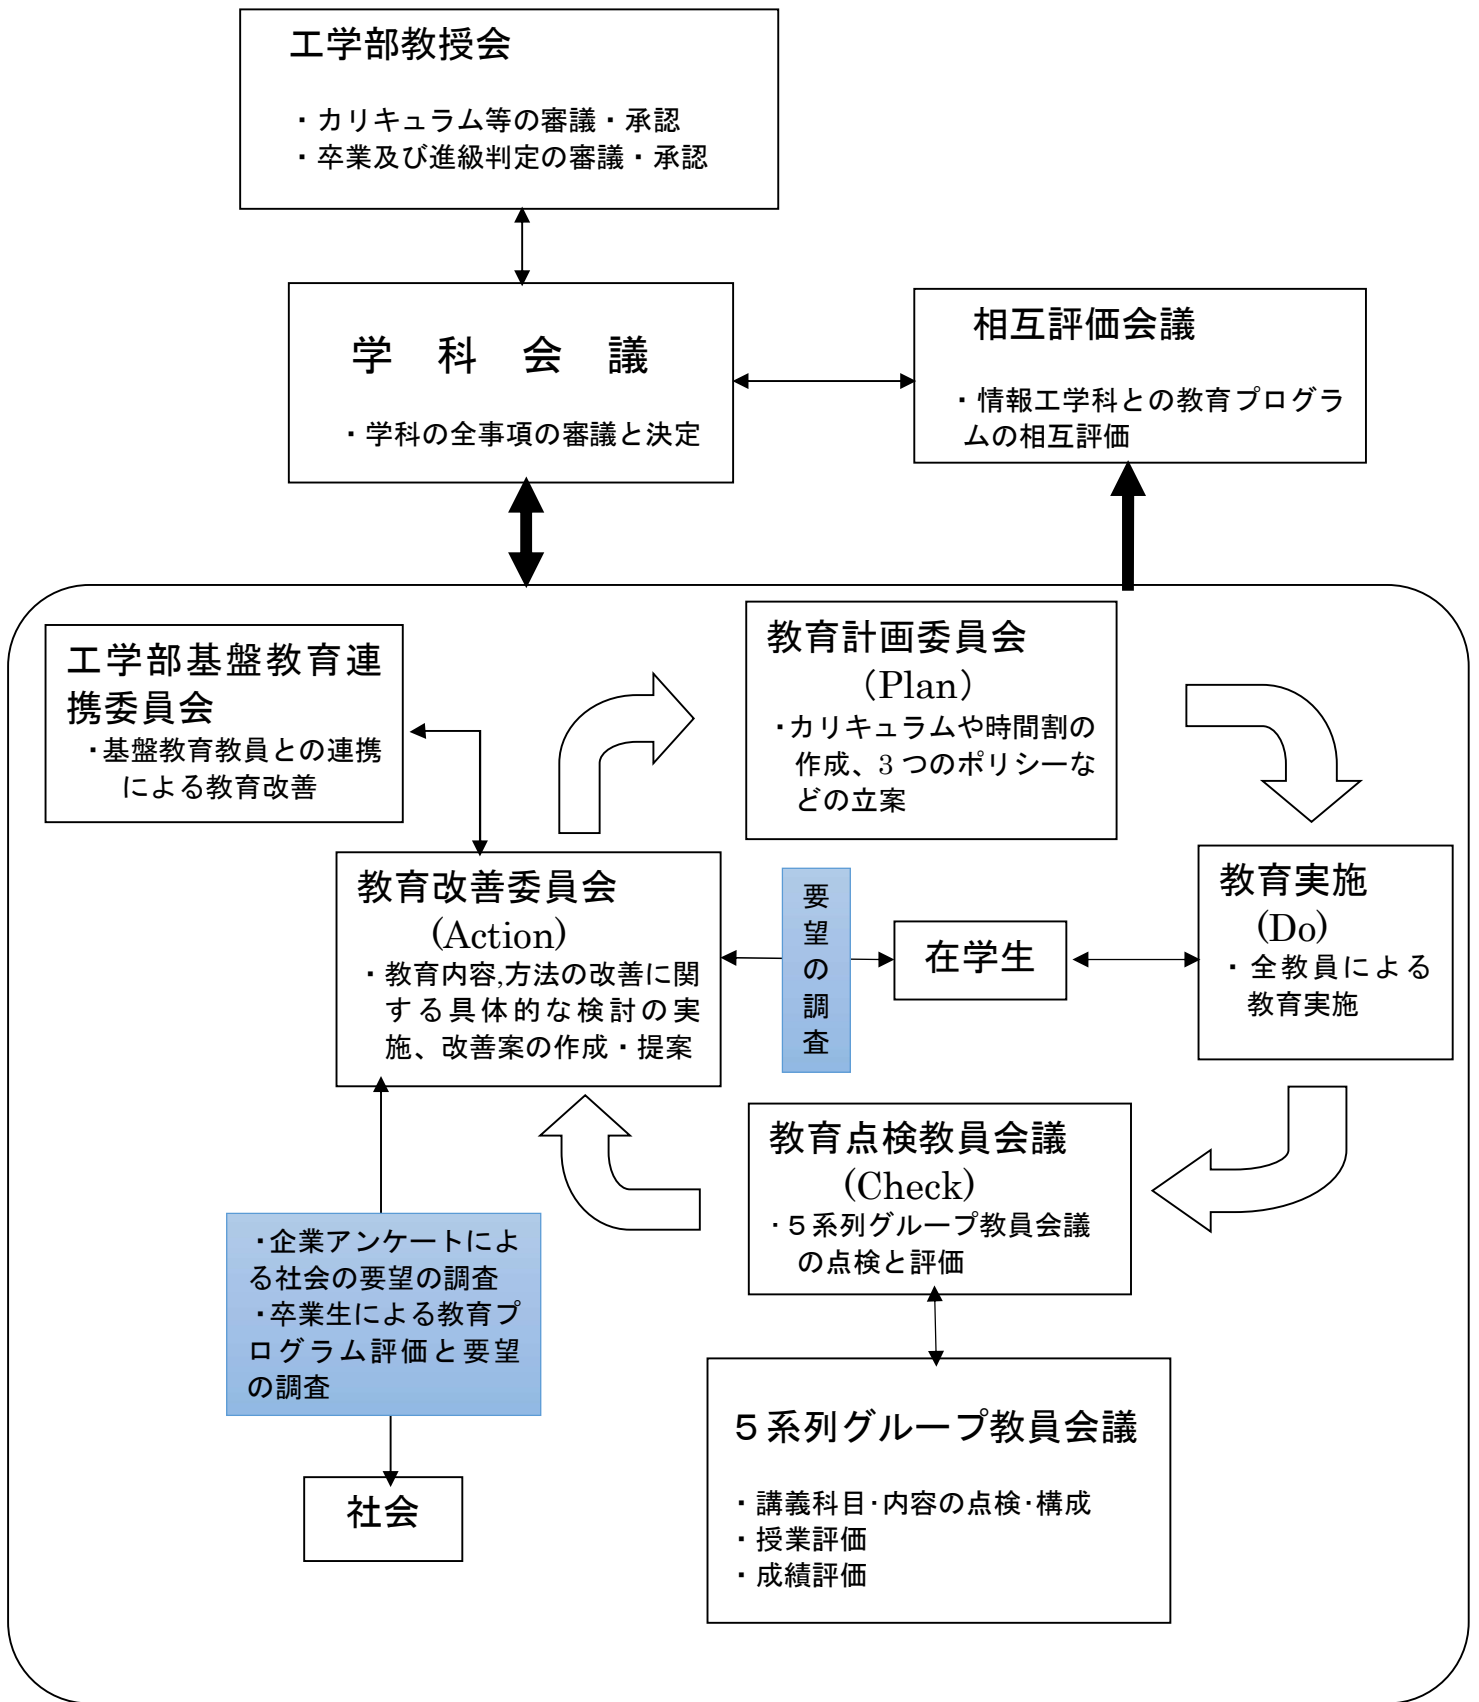 工学部教授会
・カリキュラム等の審議・承認
・卒業及び進級判定の審議・承認
学　科　会　議
・学科の全事項の審議と決定
相互評価会議
・情報工学科との教育プログラ
ムの相互評価
工学部基盤教育連
携委員会
・基盤教育教員との連携
による教育改善
教育計画委員会
（Plan）
・カリキュラムや時間割の
作成、3 つのポリシーな
どの立案
教育改善委員会
(Action)
・教育内容,方法の改善に関
する具体的な検討の実
施、改善案の作成・提案
要
望
の
調
査
在学生
教育実施
(Do)
・全教員による
教育実施
教育点検教員会議
(Check)
・５系列グループ教員会議
の点検と評価
・企業アンケートによ
る社会の要望の調査
・卒業生による教育プ
ログラム評価と要望
の調査
社会
５系列グループ教員会議
・講義科目･内容の点検･構成
・授業評価
・成績評価